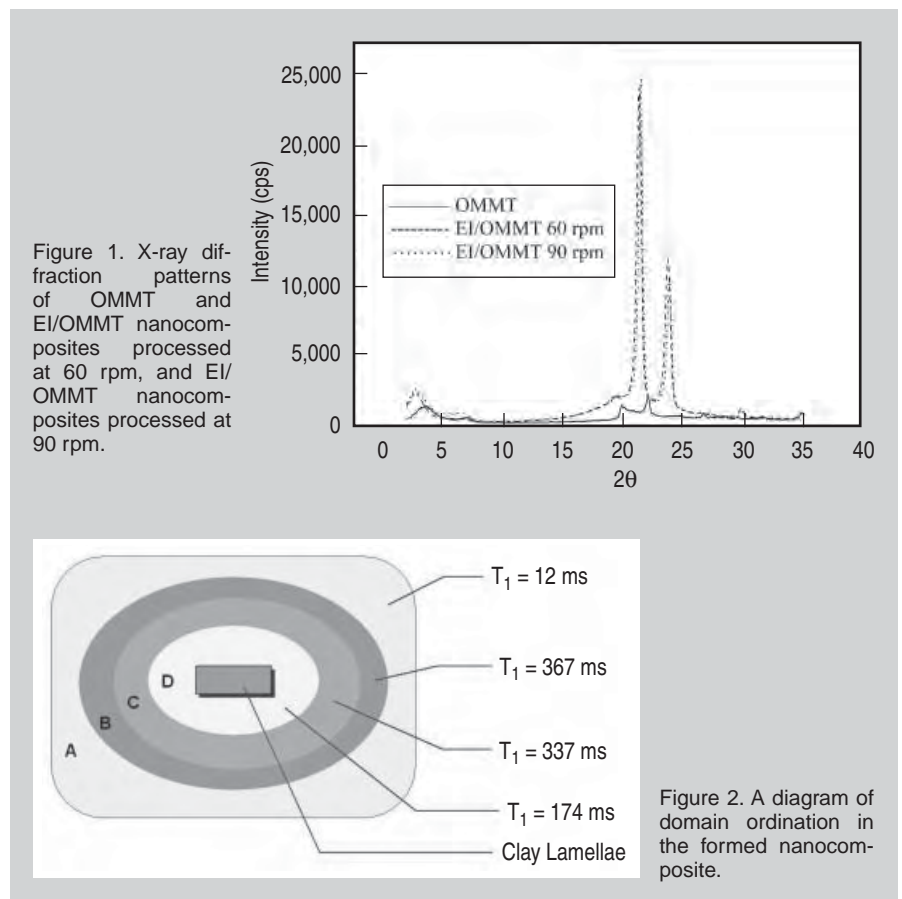 25,000
20,000
15,000
10,000
5,000
0
Intensity (cps)
OMMT
EI/OMMT 60 rpm
EI/OMMT 90 rpm
0 5 10 15 20 25 30 35 40
2θ
Figure 1. X-ray dif-
fraction patterns
of OMMT and
EI/OMMT nanocom-
posites processed
at 60 rpm, and EI/
OMMT nanocom-
posites processed at
90 rpm.
T1 = 12 ms
T1 = 367 ms
T1 = 337 ms
T1 = 174 ms
Clay Lamellae
D
C
B
A
Figure 2. A diagram of
domain ordination in
the formed nanocom-
posite.